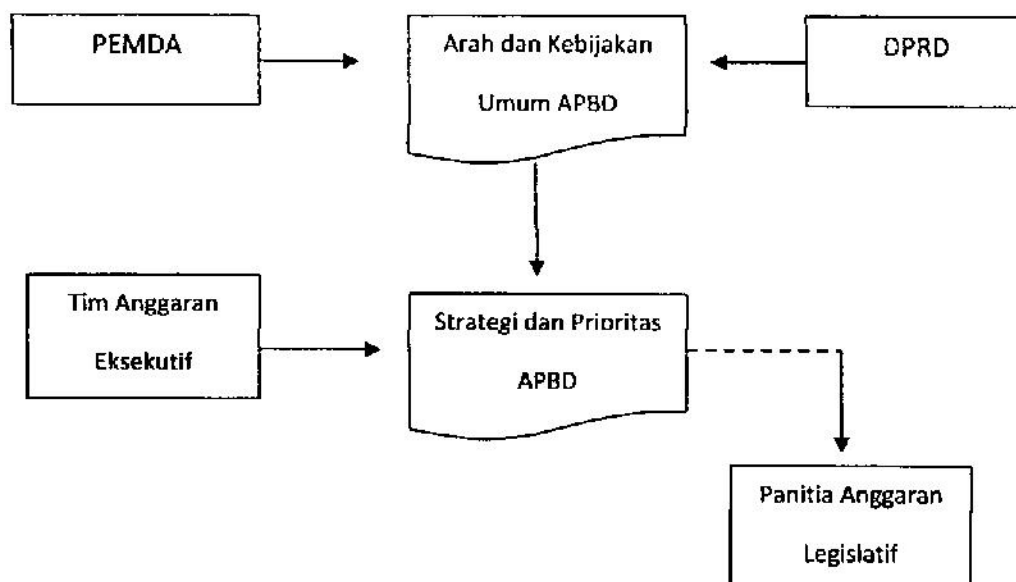 PEMDA
Arah dan Kebijakan
Umum APBD
DPRD
Tim Anggaran
Eksekutif
Strategi dan Prioritas
APBD
Panitia Anggaran
Legislatif